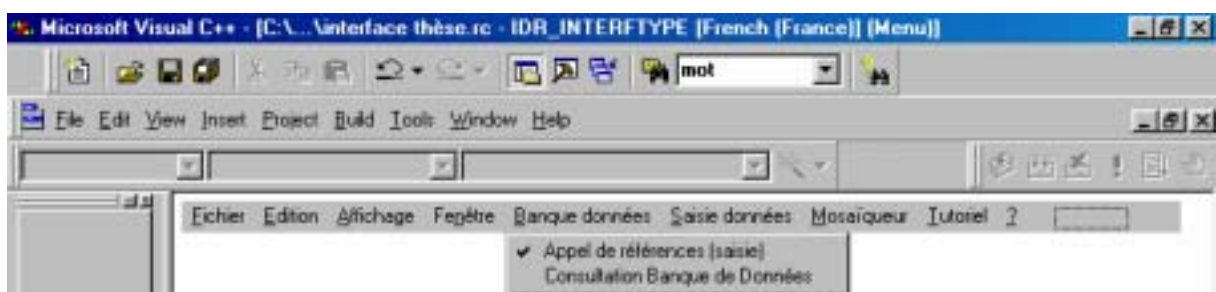 Microsoft Visual C++ - [C:\...\interface thèse.rc - IDR_INTERFTYPE [French (France)] (Menu)]
mot
File Edit View Insert Project Build Tools Window Help
Fichier Edition Affichage Fenêtre Banque données Saisie données Mosaïqueur Tutoriel ?
Appel de références (saisie)
Consultation Banque de Données